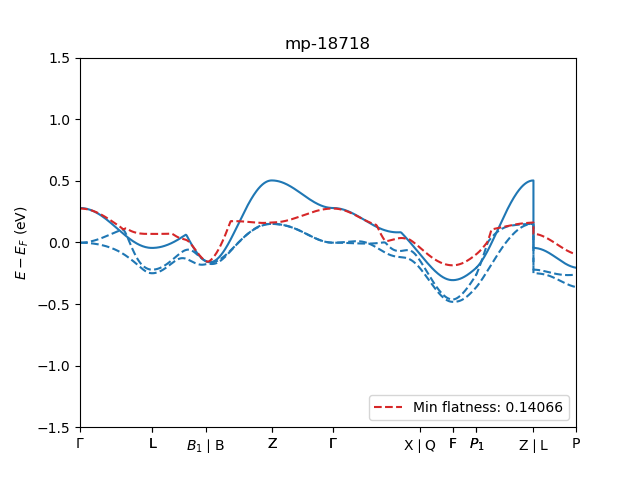 mp-18718
1.5
1.0
0.5
0.0
−0.5
−1.0
−1.5
E − E_F (eV)
Min flatness: 0.14066
Γ L B₁ | B Z Γ X | Q F P₁ Z | L P